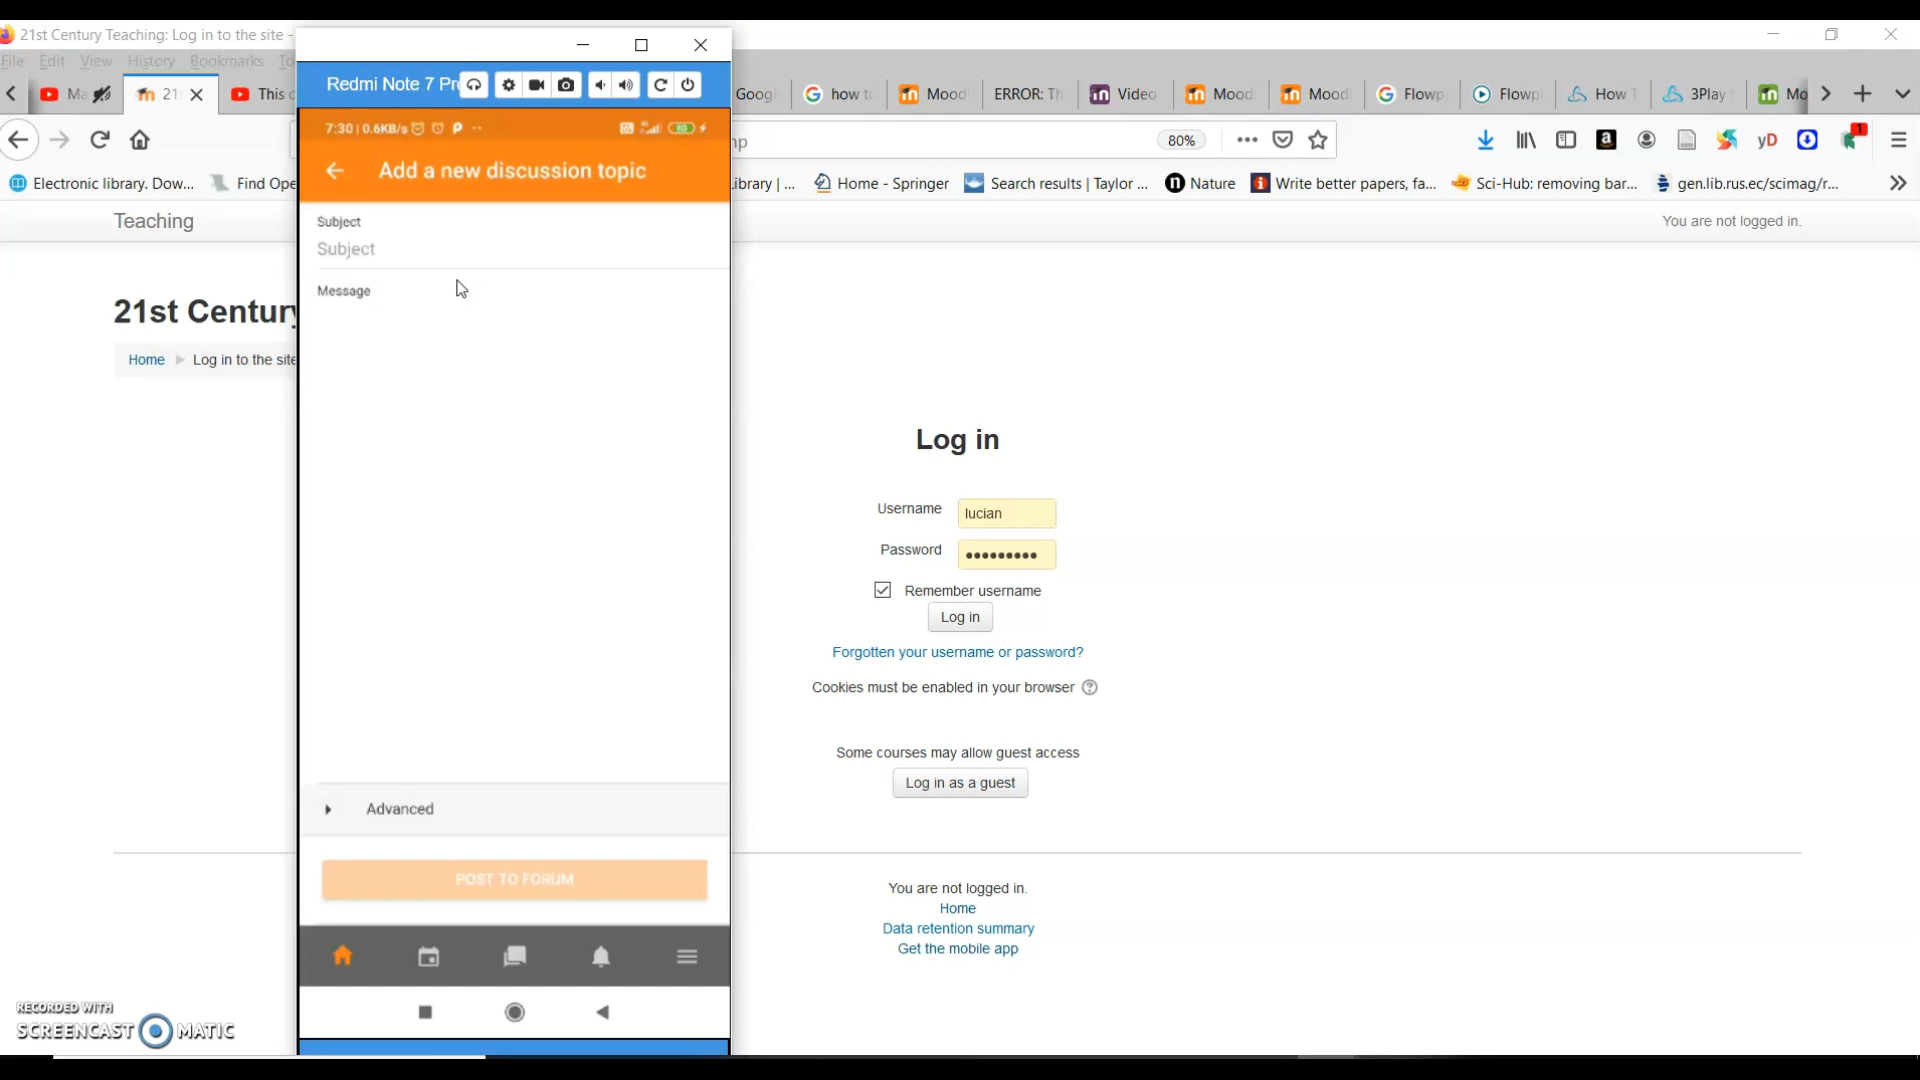 21st Century Teaching: Log in to the site -
File Edit View History Bookmarks To
Ma
21
This c
Goog
how to
Mood
ERROR: Th
Video
Mood
Mood
Flowp
Flowp
How T
3Play
Mo
80%
yD
1
Electronic library. Dow...
Find Ope
ibrary | ...
Home - Springer
Search results | Taylor ...
Nature
Write better papers, fa...
Sci-Hub: removing bar...
gen.lib.rus.ec/scimag/r...
Teaching
You are not logged in.
21st Century
Home
Log in to the site
Redmi Note 7 Pr
7:30 | 0.6KB/s
Add a new discussion topic
Subject
Subject
Message
Advanced
POST TO FORUM
Log in
Username lucian
Password
Remember username
Log in
Forgotten your username or password?
Cookies must be enabled in your browser
Some courses may allow guest access
Log in as a guest
You are not logged in.
Home
Data retention summary
Get the mobile app
RECORDED WITH
SCREENCAST MATIC